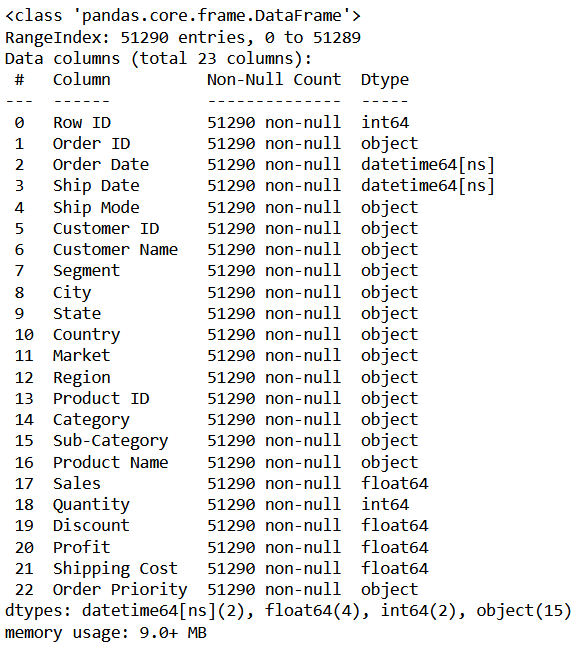 <class 'pandas.core.frame.DataFrame'>
RangeIndex: 51290 entries, 0 to 51289
Data columns (total 23 columns):
 #   Column          Non-Null Count  Dtype
---  ------          --------------  -----
 0   Row ID          51290 non-null  int64
 1   Order ID        51290 non-null  object
 2   Order Date      51290 non-null  datetime64[ns]
 3   Ship Date       51290 non-null  datetime64[ns]
 4   Ship Mode       51290 non-null  object
 5   Customer ID     51290 non-null  object
 6   Customer Name   51290 non-null  object
 7   Segment         51290 non-null  object
 8   City            51290 non-null  object
 9   State           51290 non-null  object
 10  Country         51290 non-null  object
 11  Market          51290 non-null  object
 12  Region          51290 non-null  object
 13  Product ID      51290 non-null  object
 14  Category        51290 non-null  object
 15  Sub-Category    51290 non-null  object
 16  Product Name    51290 non-null  object
 17  Sales           51290 non-null  float64
 18  Quantity        51290 non-null  int64
 19  Discount        51290 non-null  float64
 20  Profit          51290 non-null  float64
 21  Shipping Cost   51290 non-null  float64
 22  Order Priority  51290 non-null  object
dtypes: datetime64[ns](2), float64(4), int64(2), object(15)
memory usage: 9.0+ MB